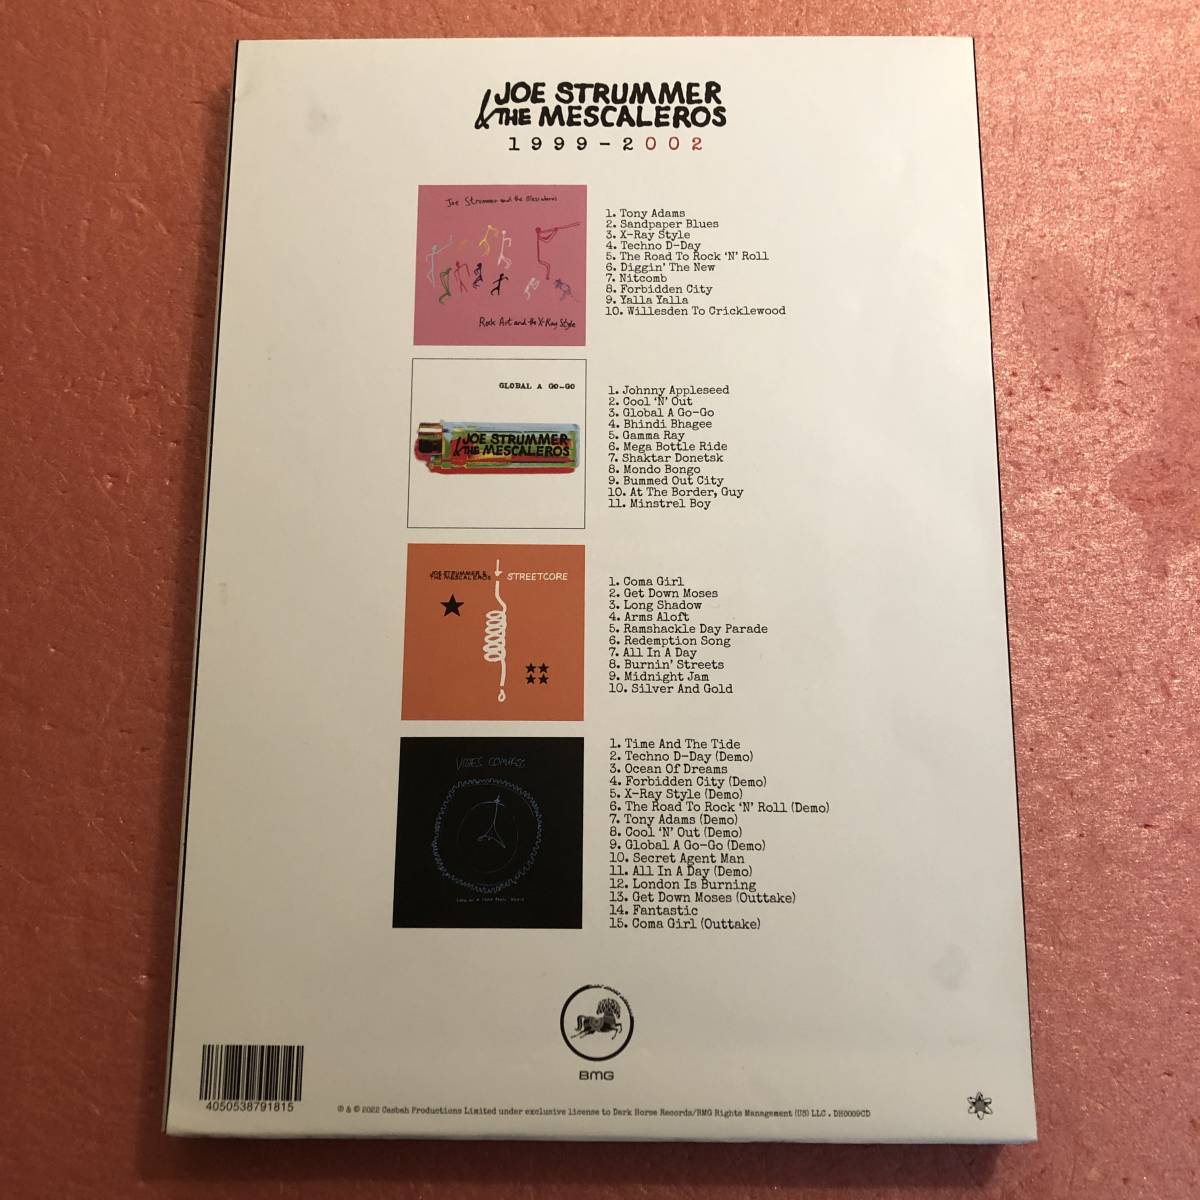 JOE STRUMMER
& THE MESCALEROS
1999-2002
Joe Strummer and the Mescaleros
Rock Art and the X-Ray Style
1. Tony Adams
2. Sandpaper Blues
3. X-Ray Style
4. Techno D-Day
5. The Road To Rock ‘N’ Roll
6. Diggin’ The New
7. Nitcomb
8. Forbidden City
9. Yalla Yalla
10. Willesden To Cricklewood
GLOBAL A GO-GO
JOE STRUMMER
& THE MESCALEROS
1. Johnny Appleseed
2. Cool ‘N’ Out
3. Global A Go-Go
4. Bhindi Bhagee
5. Gamma Ray
6. Mega Bottle Ride
7. Shaktar Donetsk
8. Mondo Bongo
9. Bummed Out City
10. At The Border, Guy
11. Minstrel Boy
JOE STRUMMER &
THE MESCALEROS
STREETCORE
1. Coma Girl
2. Get Down Moses
3. Long Shadow
4. Arms Aloft
5. Ramshackle Day Parade
6. Redemption Song
7. All In A Day
8. Burnin’ Streets
9. Midnight Jam
10. Silver And Gold
VIBES COMPASS
1. Time And The Tide
2. Techno D-Day (Demo)
3. Ocean Of Dreams
4. Forbidden City (Demo)
5. X-Ray Style (Demo)
6. The Road To Rock ‘N’ Roll (Demo)
7. Tony Adams (Demo)
8. Cool ‘N’ Out (Demo)
9. Global A Go-Go (Demo)
10. Secret Agent Man
11. All In A Day (Demo)
12. London Is Burning
13. Get Down Moses (Outtake)
14. Fantastic
15. Coma Girl (Outtake)
BMG
4050538791815
℗ & © 2022 Casbah Productions Limited under exclusive license to Dark Horse Records/BMG Rights Management (US) LLC . DH0009CD